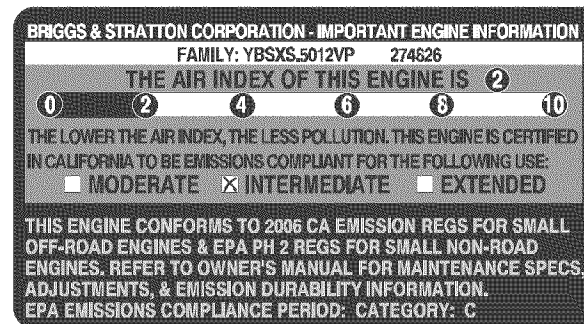 BRIGGS & STRATTON CORPORATION - IMPORTANT ENGINE INFORMATION
FAMILY: YBSXS.5012VP 274826
THE AIR INDEX OF THIS ENGINE IS 2
0 2 4 6 8 10
THE LOWER THE AIR INDEX, THE LESS POLLUTION. THIS ENGINE IS CERTIFIED
IN CALIFORNIA TO BE EMISSIONS COMPLIANT FOR THE FOLLOWING USE:
MODERATE INTERMEDIATE EXTENDED
THIS ENGINE CONFORMS TO 2006 CA EMISSION REGS FOR SMALL
OFF-ROAD ENGINES & EPA PH 2 REGS FOR SMALL NON-ROAD
ENGINES. REFER TO OWNER'S MANUAL FOR MAINTENANCE SPECS,
ADJUSTMENTS, & EMISSION DURABILITY INFORMATION.
EPA EMISSIONS COMPLIANCE PERIOD: CATEGORY: C